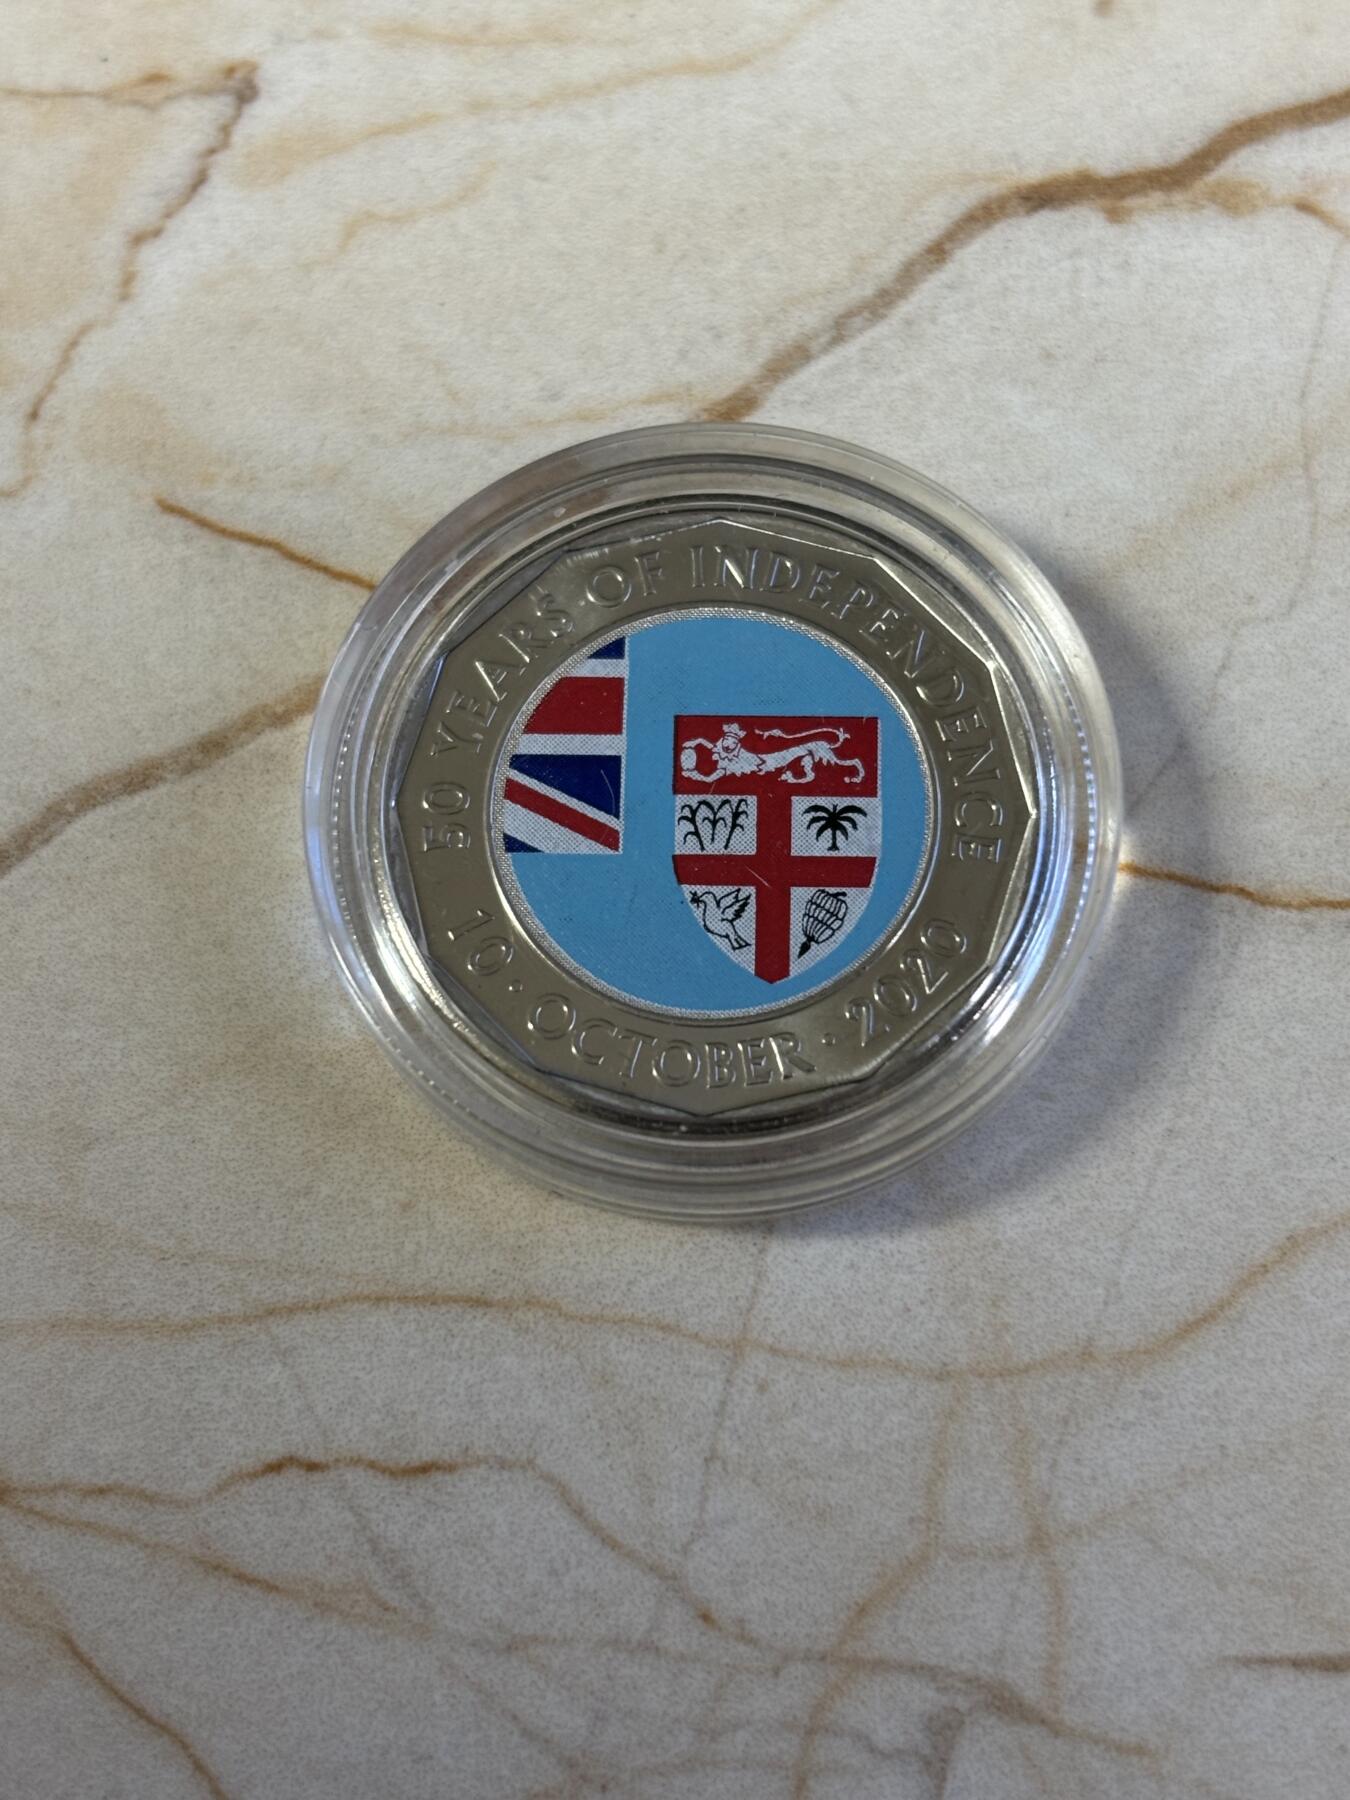 50 YEARS OF INDEPENDENCE
10 · OCTOBER · 2020